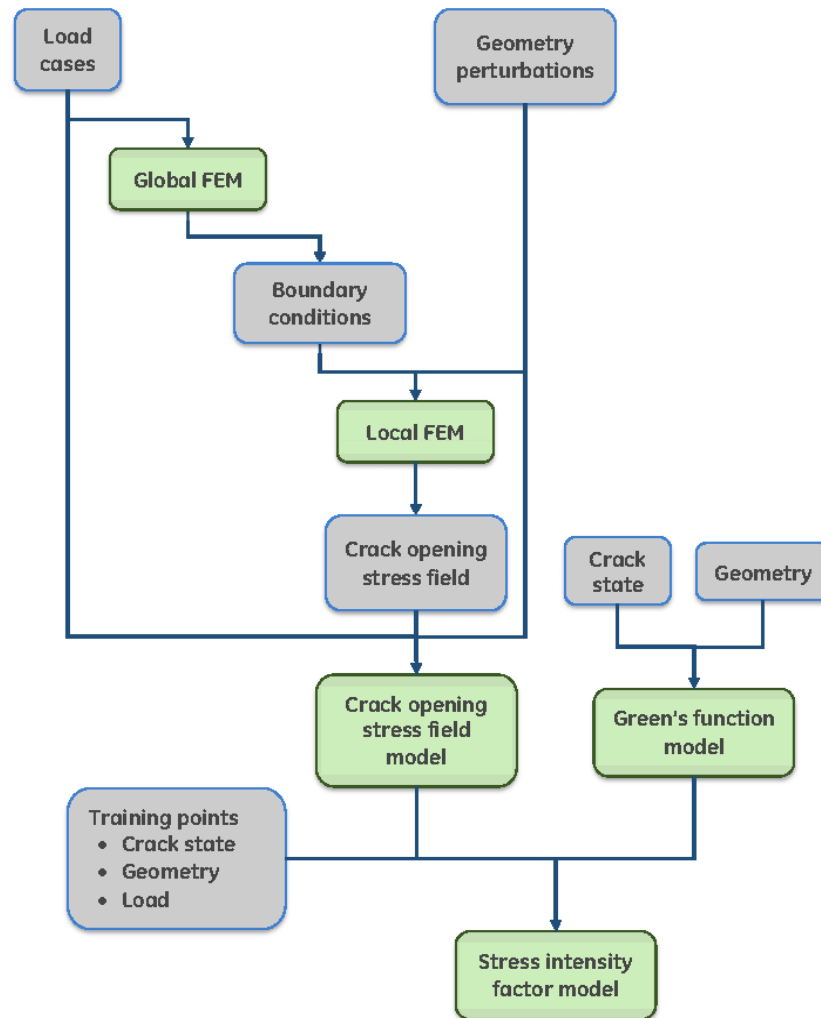 Load
cases
Geometry
perturbations
Global FEM
Boundary
conditions
Local FEM
Crack opening
stress field
Crack
state
Geometry
Crack opening
stress field
model
Green's function
model
Training points
• Crack state
• Geometry
• Load
Stress intensity
factor model